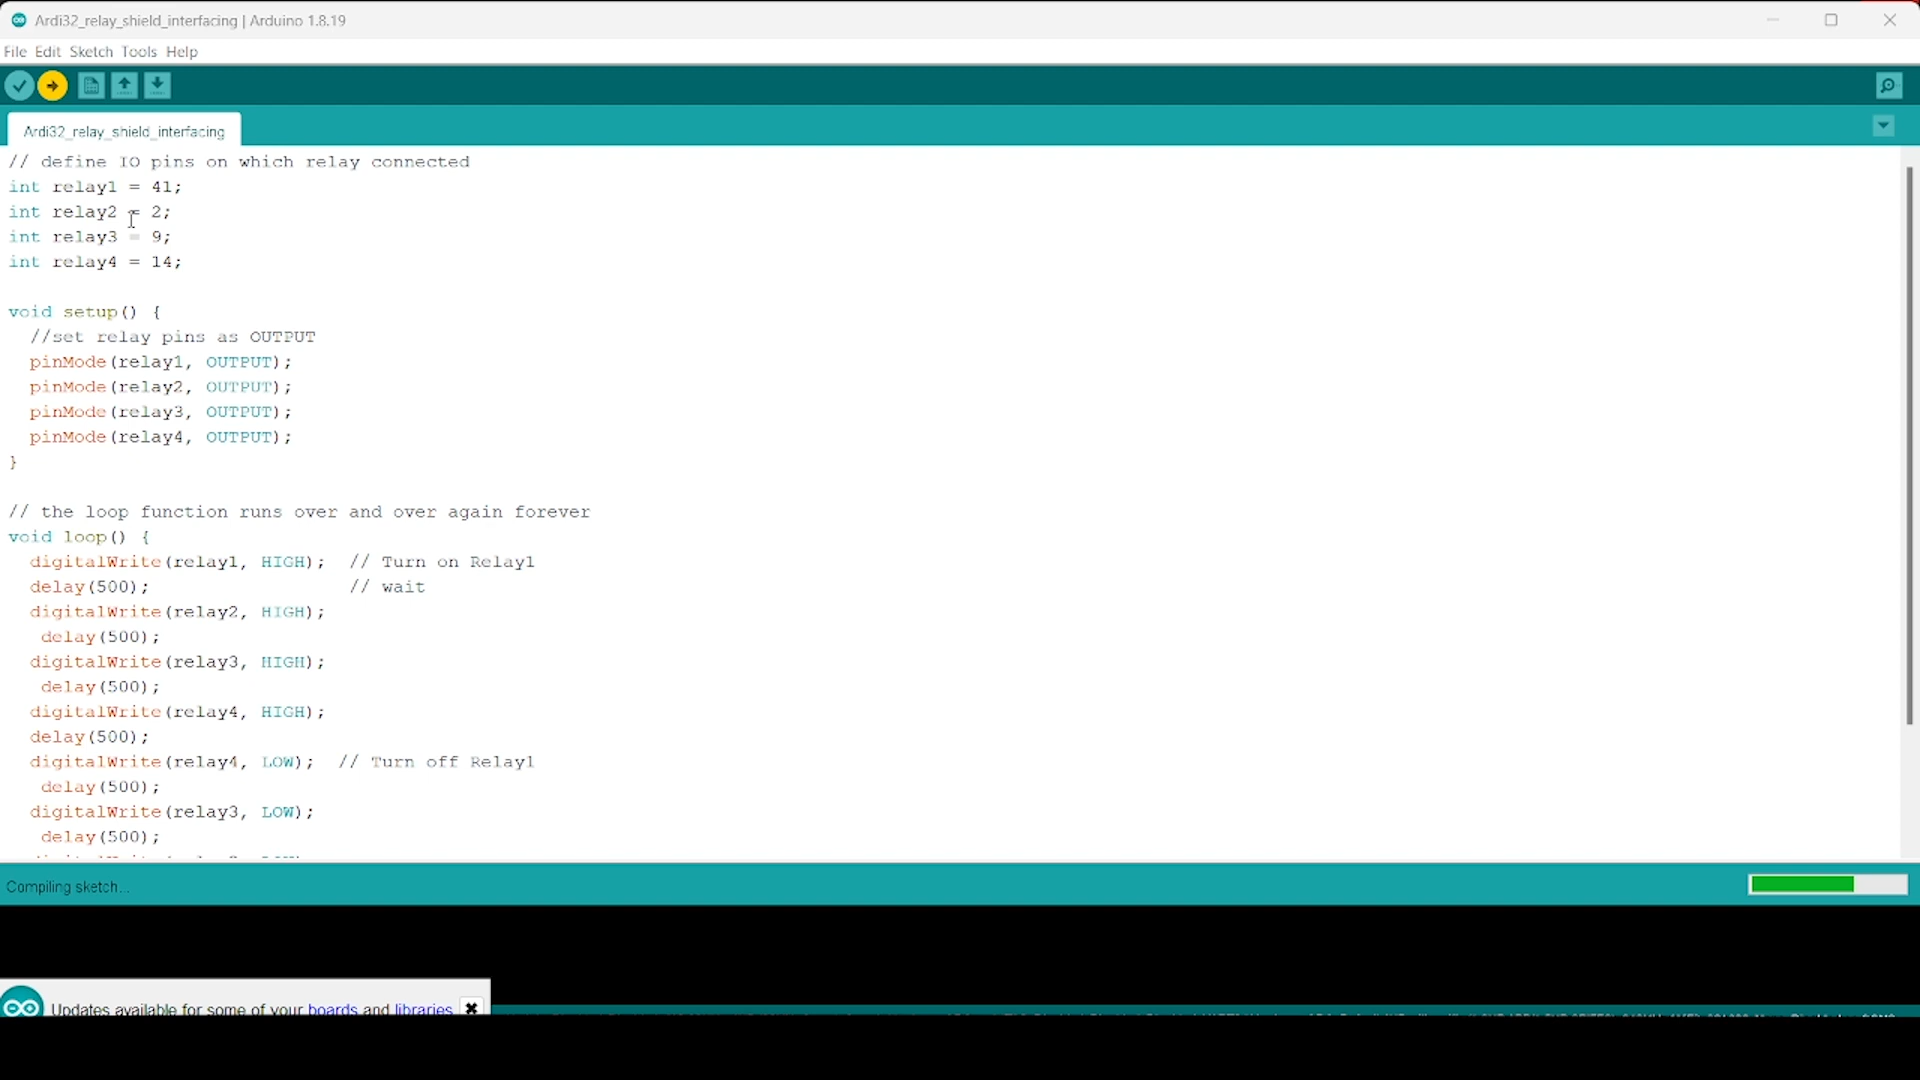 Ardi32_relay_shield_interfacing | Arduino 1.8.19
File Edit Sketch Tools Help
Ardi32_relay_shield_interfacing
// define IO pins on which relay connected
int relay1 = 41;
int relay2 = 2;
int relay3 = 9;
int relay4 = 14;
void setup() {
//set relay pins as OUTPUT
pinMode(relay1, OUTPUT);
pinMode(relay2, OUTPUT);
pinMode(relay3, OUTPUT);
pinMode(relay4, OUTPUT);
}
// the loop function runs over and over again forever
void loop() {
digitalWrite(relay1, HIGH); // Turn on Relay1
delay(500); // wait
digitalWrite(relay2, HIGH);
delay(500);
digitalWrite(relay3, HIGH);
delay(500);
digitalWrite(relay4, HIGH);
delay(500);
digitalWrite(relay4, LOW); // Turn off Relay1
delay(500);
digitalWrite(relay3, LOW);
delay(500);
Compiling sketch...
Updates available for some of your boards and libraries